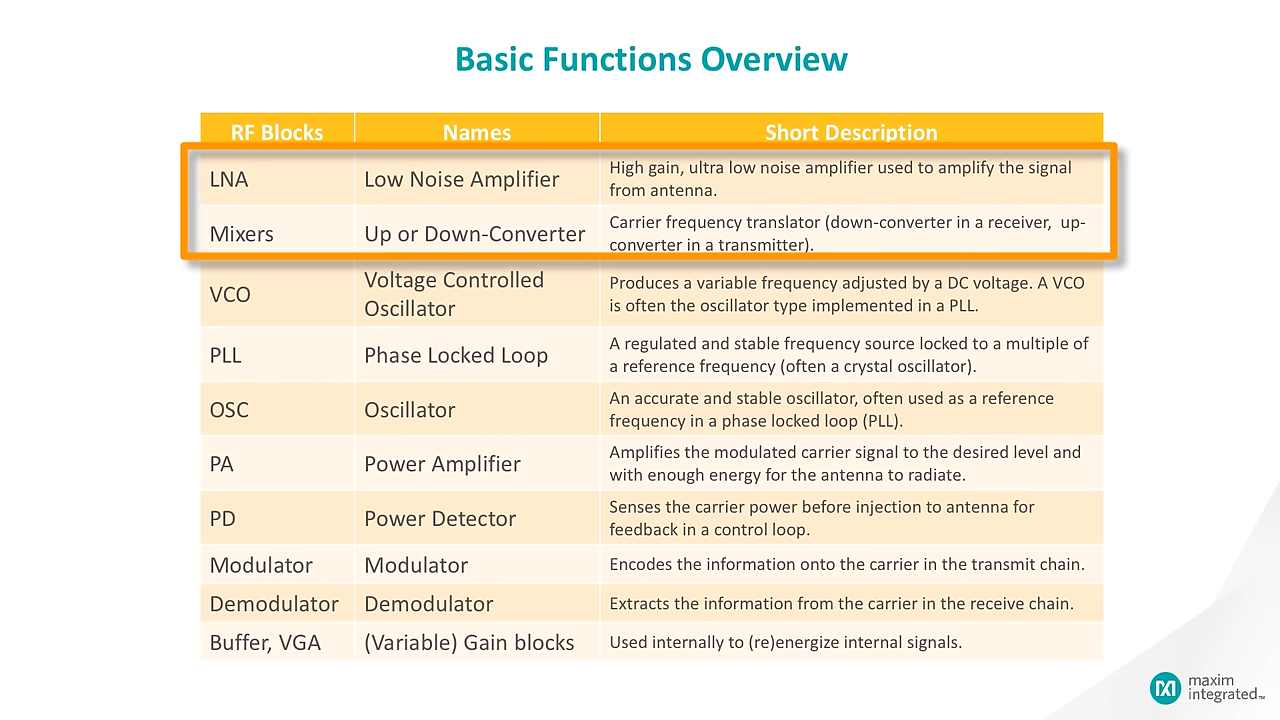 Basic Functions Overview
RF Blocks Names Short Description
LNA Low Noise Amplifier High gain, ultra low noise amplifier used to amplify the signal
from antenna.
Mixers Up or Down-Converter Carrier frequency translator (down-converter in a receiver, up-
converter in a transmitter).
VCO Voltage Controlled
Oscillator Produces a variable frequency adjusted by a DC voltage. A VCO
is often the oscillator type implemented in a PLL.
PLL Phase Locked Loop A regulated and stable frequency source locked to a multiple of
a reference frequency (often a crystal oscillator).
OSC Oscillator An accurate and stable oscillator, often used as a reference
frequency in a phase locked loop (PLL).
PA Power Amplifier Amplifies the modulated carrier signal to the desired level and
with enough energy for the antenna to radiate.
PD Power Detector Senses the carrier power before injection to antenna for
feedback in a control loop.
Modulator Modulator Encodes the information onto the carrier in the transmit chain.
Demodulator Demodulator Extracts the information from the carrier in the receive chain.
Buffer, VGA (Variable) Gain blocks Used internally to (re)energize internal signals.
maxim
integrated™